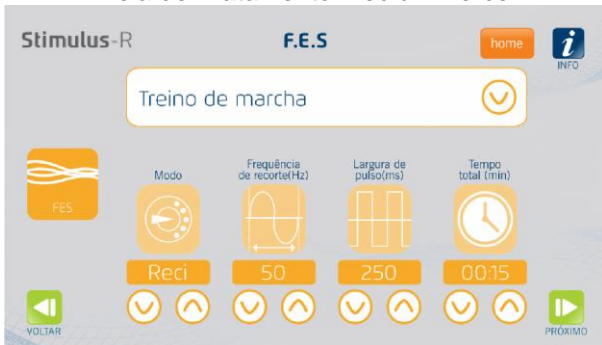 Stimulus-R
F.E.S
home
i
INFO
Treino de marcha
FES
Modo
Frequência
de recorte(Hz)
Largura de
pulso(ms)
Tempo
total (min)
Reci
50
250
00:15
VOLTAR
PRÓXIMO